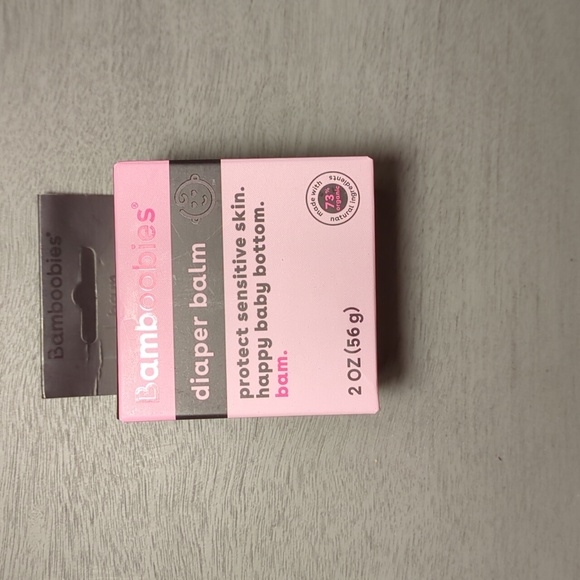 Bamboobies®
Bamboobies®
diaper balm
protect sensitive skin.
happy baby bottom.
bam.
made with
73%
organic
natural ingredients
2 OZ (56 g)